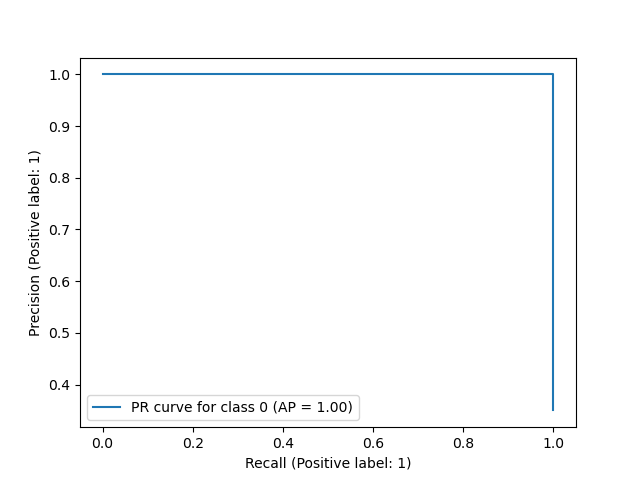 1.0
0.9
0.8
0.7
0.6
0.5
0.4
Precision (Positive label: 1)
PR curve for class 0 (AP = 1.00)
0.0 0.2 0.4 0.6 0.8 1.0
Recall (Positive label: 1)